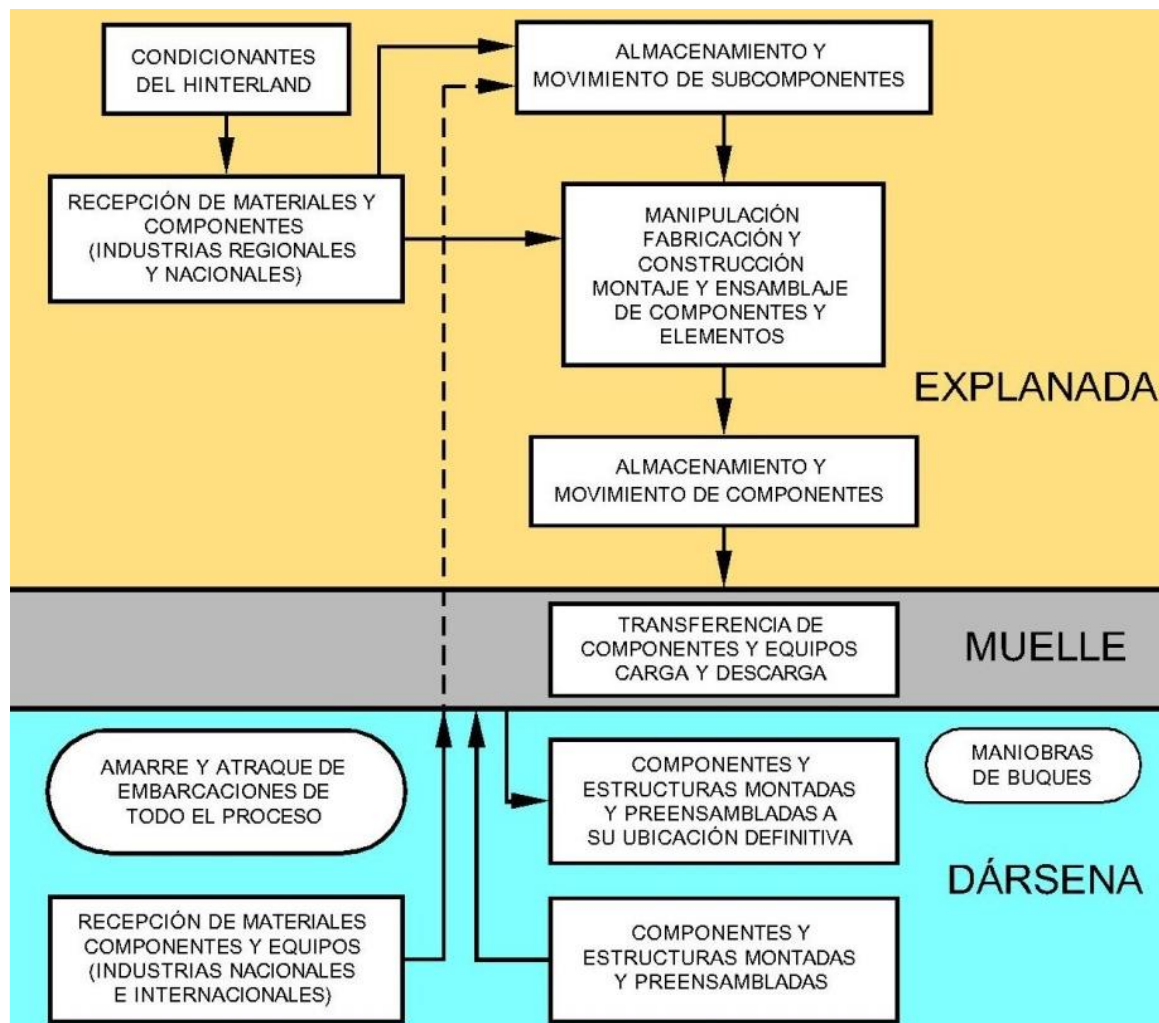 CONDICIONANTES
DEL HINTERLAND
ALMACENAMIENTO Y
MOVIMIENTO DE SUBCOMPONENTES
RECEPCIÓN DE MATERIALES Y
COMPONENTES
(INDUSTRIAS REGIONALES
Y NACIONALES)
MANIPULACIÓN
FABRICACIÓN Y
CONSTRUCCIÓN
MONTAJE Y ENSAMBLAJE
DE COMPONENTES Y
ELEMENTOS
EXPLANADA
ALMACENAMIENTO Y
MOVIMIENTO DE COMPONENTES
TRANSFERENCIA DE
COMPONENTES Y EQUIPOS
CARGA Y DESCARGA
MUELLE
AMARRE Y ATRAQUE DE
EMBARCACIONES DE
TODO EL PROCESO
COMPONENTES Y
ESTRUCTURAS MONTADAS
Y PREENSAMBLADAS A
SU UBICACIÓN DEFINITIVA
MANIOBRAS
DE BUQUES
DÁRSENA
RECEPCIÓN DE MATERIALES
COMPONENTES Y EQUIPOS
(INDUSTRIAS NACIONALES
E INTERNACIONALES)
COMPONENTES Y
ESTRUCTURAS MONTADAS
Y PREENSAMBLADAS